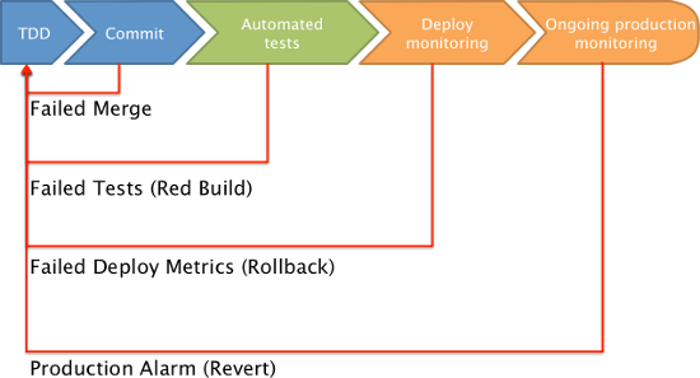 TDD
Commit
Automated
tests
Deploy
monitoring
Ongoing production
monitoring
Failed Merge
Failed Tests (Red Build)
Failed Deploy Metrics (Rollback)
Production Alarm (Revert)